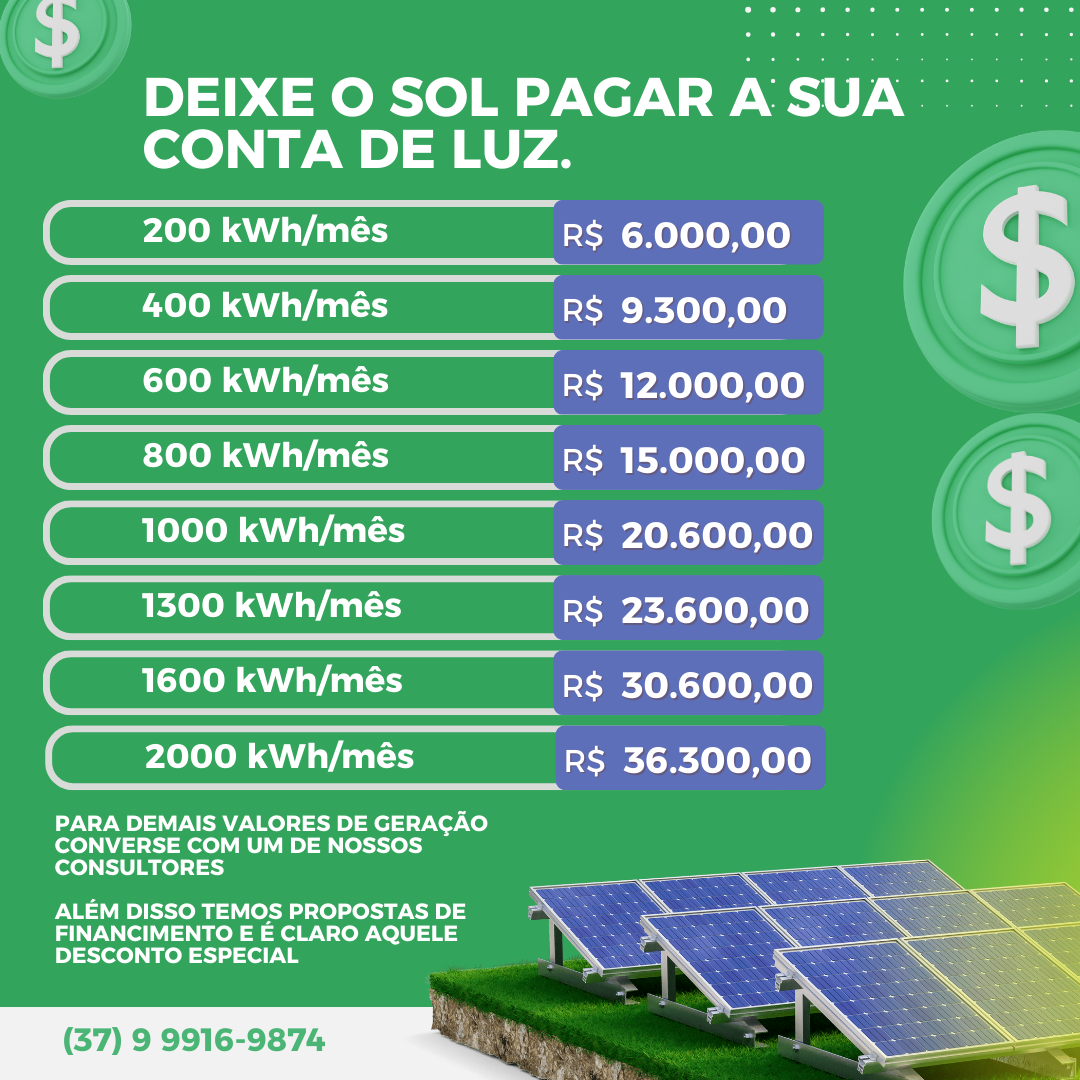 DEIXE O SOL PAGAR A SUA
CONTA DE LUZ.
200 kWh/mês R$ 6.000,00
400 kWh/mês R$ 9.300,00
600 kWh/mês R$ 12.000,00
800 kWh/mês R$ 15.000,00
1000 kWh/mês R$ 20.600,00
1300 kWh/mês R$ 23.600,00
1600 kWh/mês R$ 30.600,00
2000 kWh/mês R$ 36.300,00
PARA DEMAIS VALORES DE GERAÇÃO
CONVERSE COM UM DE NOSSOS
CONSULTORES
ALÉM DISSO TEMOS PROPOSTAS DE
FINANCIMENTO E É CLARO AQUELE
DESCONTO ESPECIAL
(37) 9 9916-9874